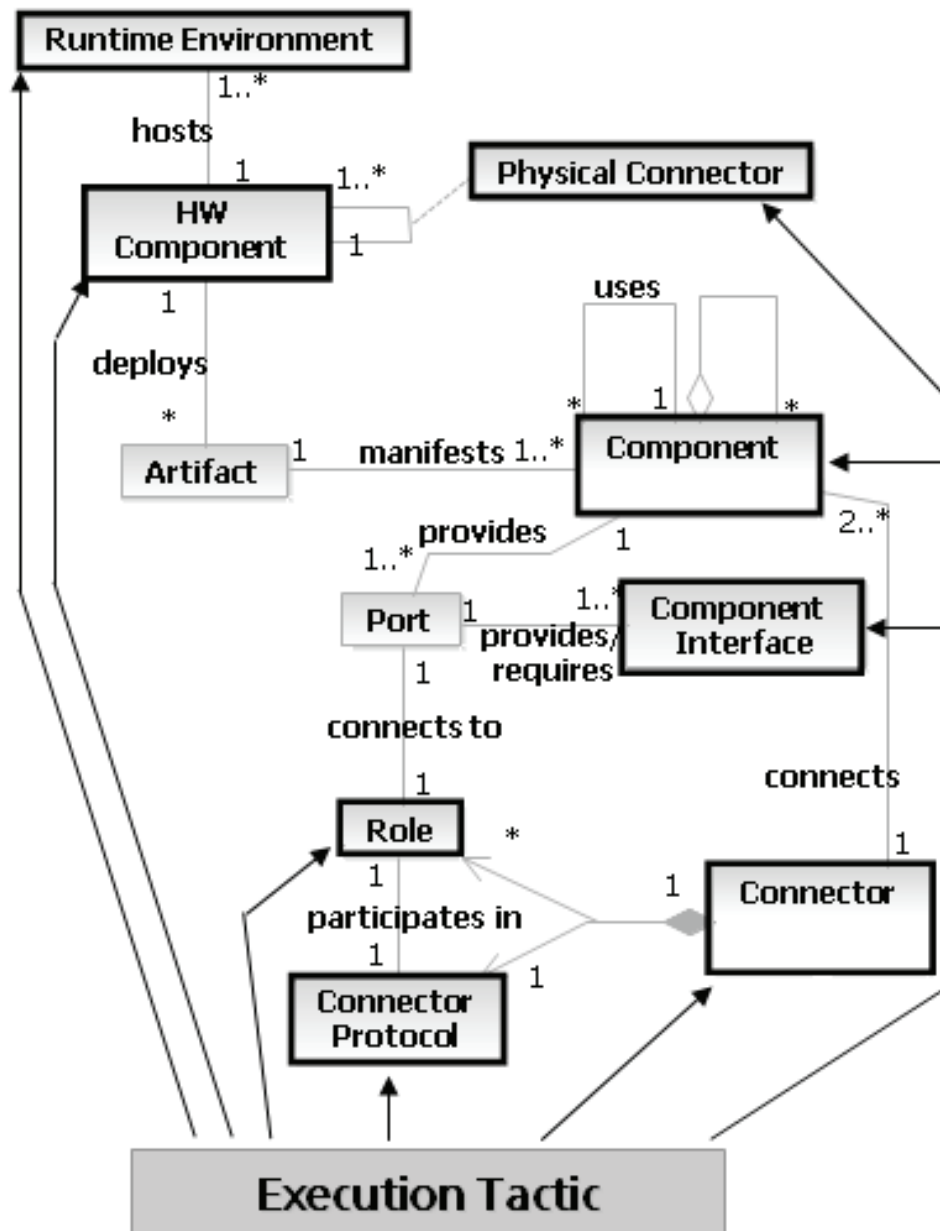 Runtime Environment
1..*
hosts
1
1..*
Physical Connector
HW
Component
1
1
uses
deploys
*
1
*
*
Component
1
manifests
1..*
Artifact
provides
1
2..*
1..*
Port
1
1..*
Component
Interface
provides/
requires
1
connects to
connects
1
Role
*
1
1
1
Connector
participates in
1
1
Connector
Protocol
Execution Tactic